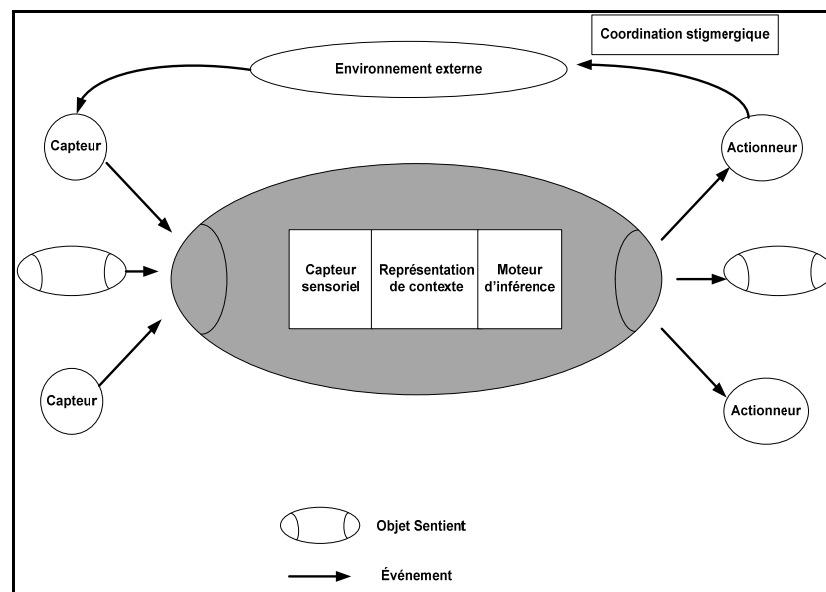 Coordination stigmergique
Environnement externe
Capteur
Actionneur
Capteur
sensoriel
Représentation
de contexte
Moteur
d'inférence
Capteur
Actionneur
Objet Sentient
Événement